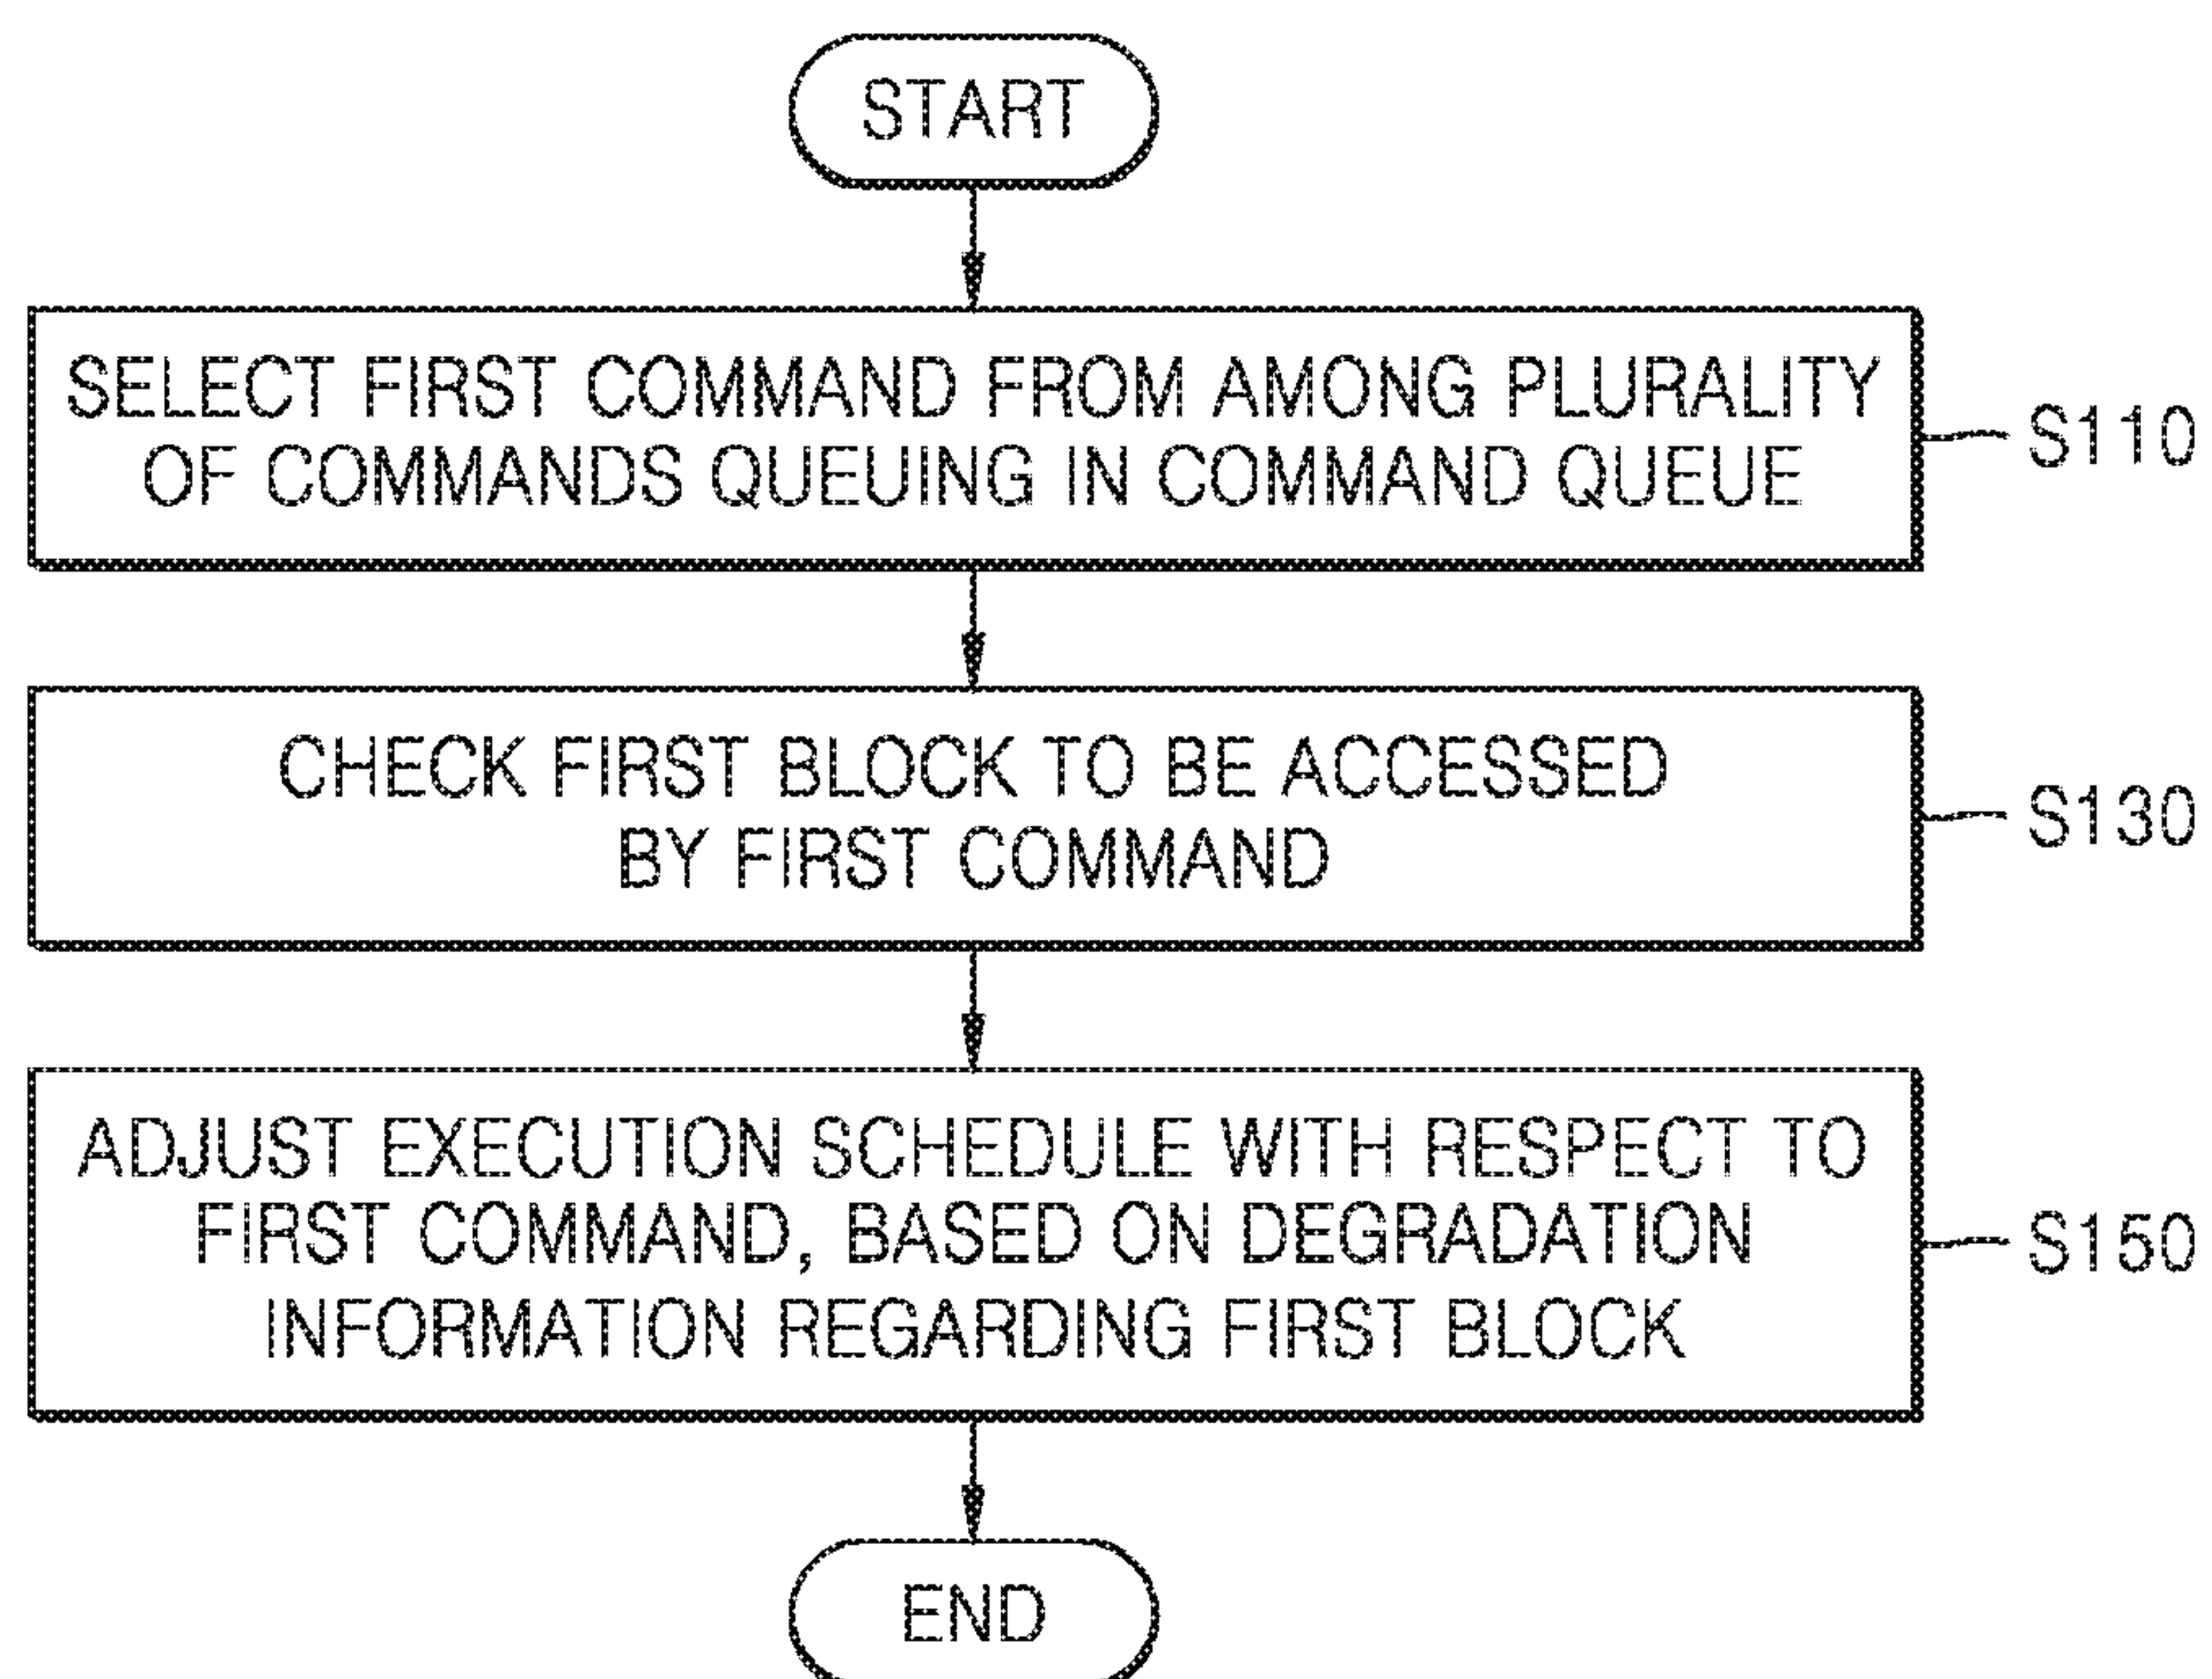 START
SELECT FIRST COMMAND FROM AMONG PLURALITY
OF COMMANDS QUEUING IN COMMAND QUEUE
S110
CHECK FIRST BLOCK TO BE ACCESSED
BY FIRST COMMAND
S130
ADJUST EXECUTION SCHEDULE WITH RESPECT TO
FIRST COMMAND, BASED ON DEGRADATION
INFORMATION REGARDING FIRST BLOCK
S150
END